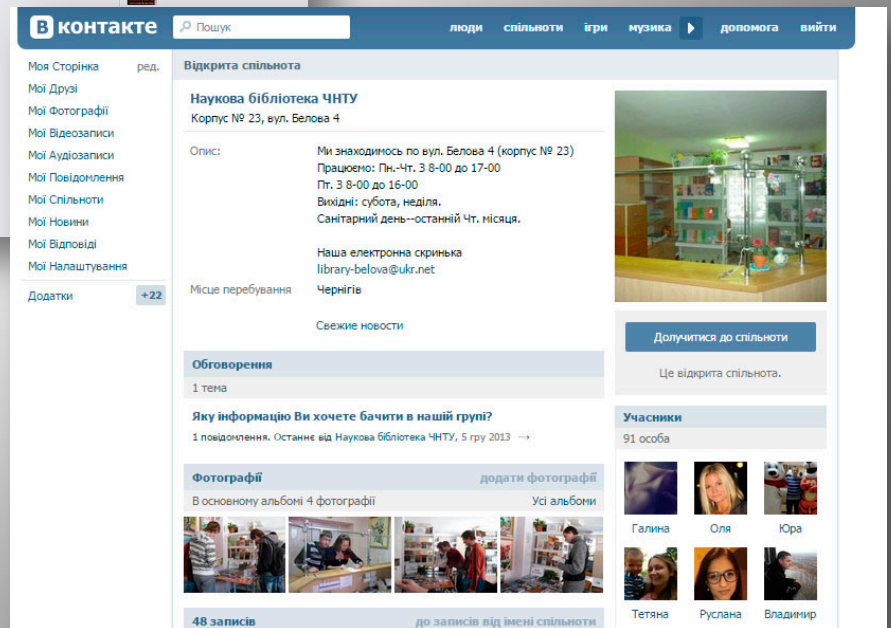 В контакте
Пошук
люди спільноти ігри музика допомога вийти
Моя Сторінка ред.
Мої Друзі
Мої Фотографії
Мої Відеозаписи
Мої Аудіозаписи
Мої Повідомлення
Мої Спільноти
Мої Новини
Мої Відповіді
Мої Налаштування
Додатки +22
Відкрита спільнота
Наукова бібліотека ЧНТУ
Корпус № 23, вул. Белова 4
Опис: Ми знаходимось по вул. Белова 4 (корпус № 23)
Працюємо: Пн.-Чт. З 8-00 до 17-00
Пт. З 8-00 до 16-00
Вихідні: субота, неділя.
Санітарний день--останній Чт. місяця.
Наша електронна скринька
library-belova@ukr.net
Місце перебування Чернігів
Свежие новости
Обговорення
1 тема
Яку інформацію Ви хочете бачити в нашій групі?
1 повідомлення. Останнє від Наукова бібліотека ЧНТУ, 5 гру 2013 →
Фотографії додати фотографії
В основному альбомі 4 фотографії Усі альбоми
48 записів до записів від імені спільноти
Долучитися до спільноти
Це відкрита спільнота.
Учасники
91 особа
Галина Оля Юра
Тетяна Руслана Владимир